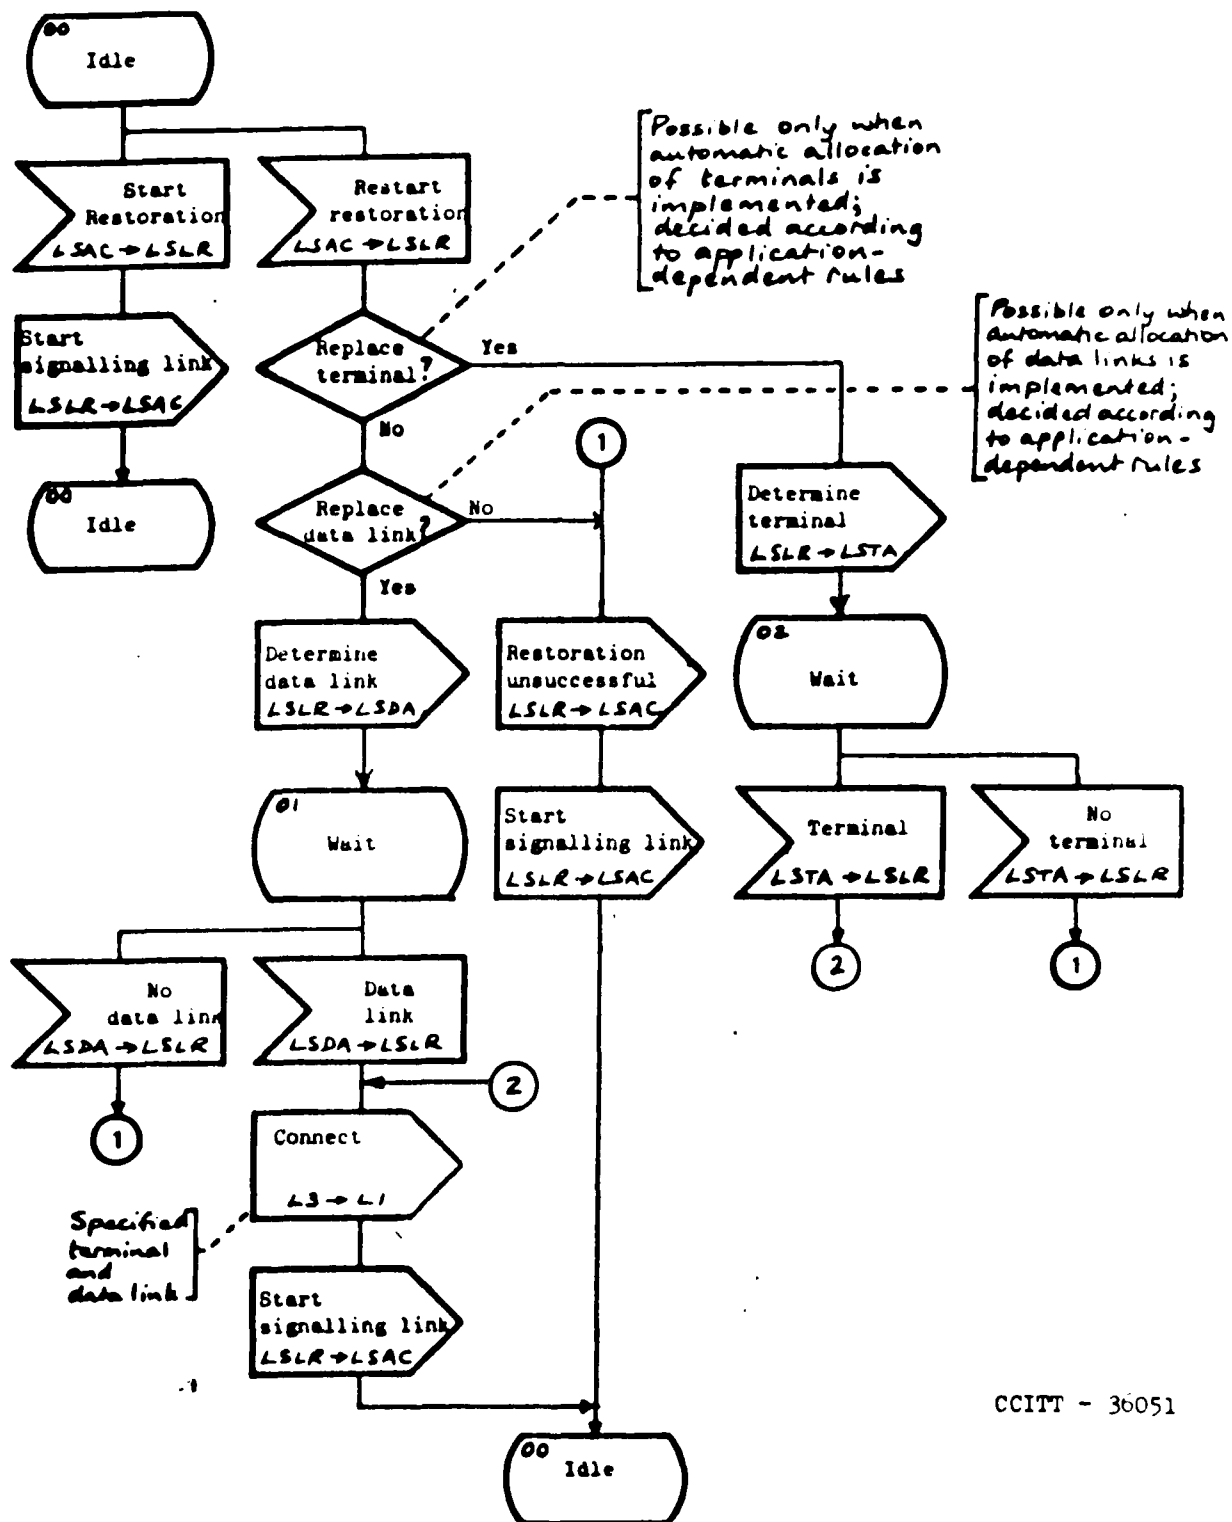 00
Idle
Start
Restoration
LSAC → LSLR
Restart
restoration
LSAC → LSLR
Possible only when
automatic allocation
of terminals is
implemented;
decided according
to application-
dependent rules
Start
signalling link
LSLR → LSAC
Replace
terminal?
Yes
No
Possible only when
automatic allocation
of data links is
implemented;
decided according
to application-
dependent rules
00
Idle
Replace
data link?
No
Yes
1
Determine
terminal
LSLR → LSTA
Determine
data link
LSLR → LSDA
Restoration
unsuccessful
LSLR → LSAC
02
Wait
01
Wait
Start
signalling link
LSLR → LSAC
Terminal
LSTA → LSLR
No
terminal
LSTA → LSLR
2
1
No
data link
LSDA → LSLR
Data
link
LSDA → LSLR
1
2
Connect
L3 → L1
Specified
terminal
and
data link
Start
signalling link
LSLR → LSAC
CCITT - 36051
00
Idle